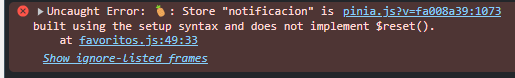 Uncaught Error: 🍍: Store "notificacion" is pinia.js?v=fa008a39:1073
built using the setup syntax and does not implement $reset().
at favoritos.js:49:33
Show ignore-listed frames